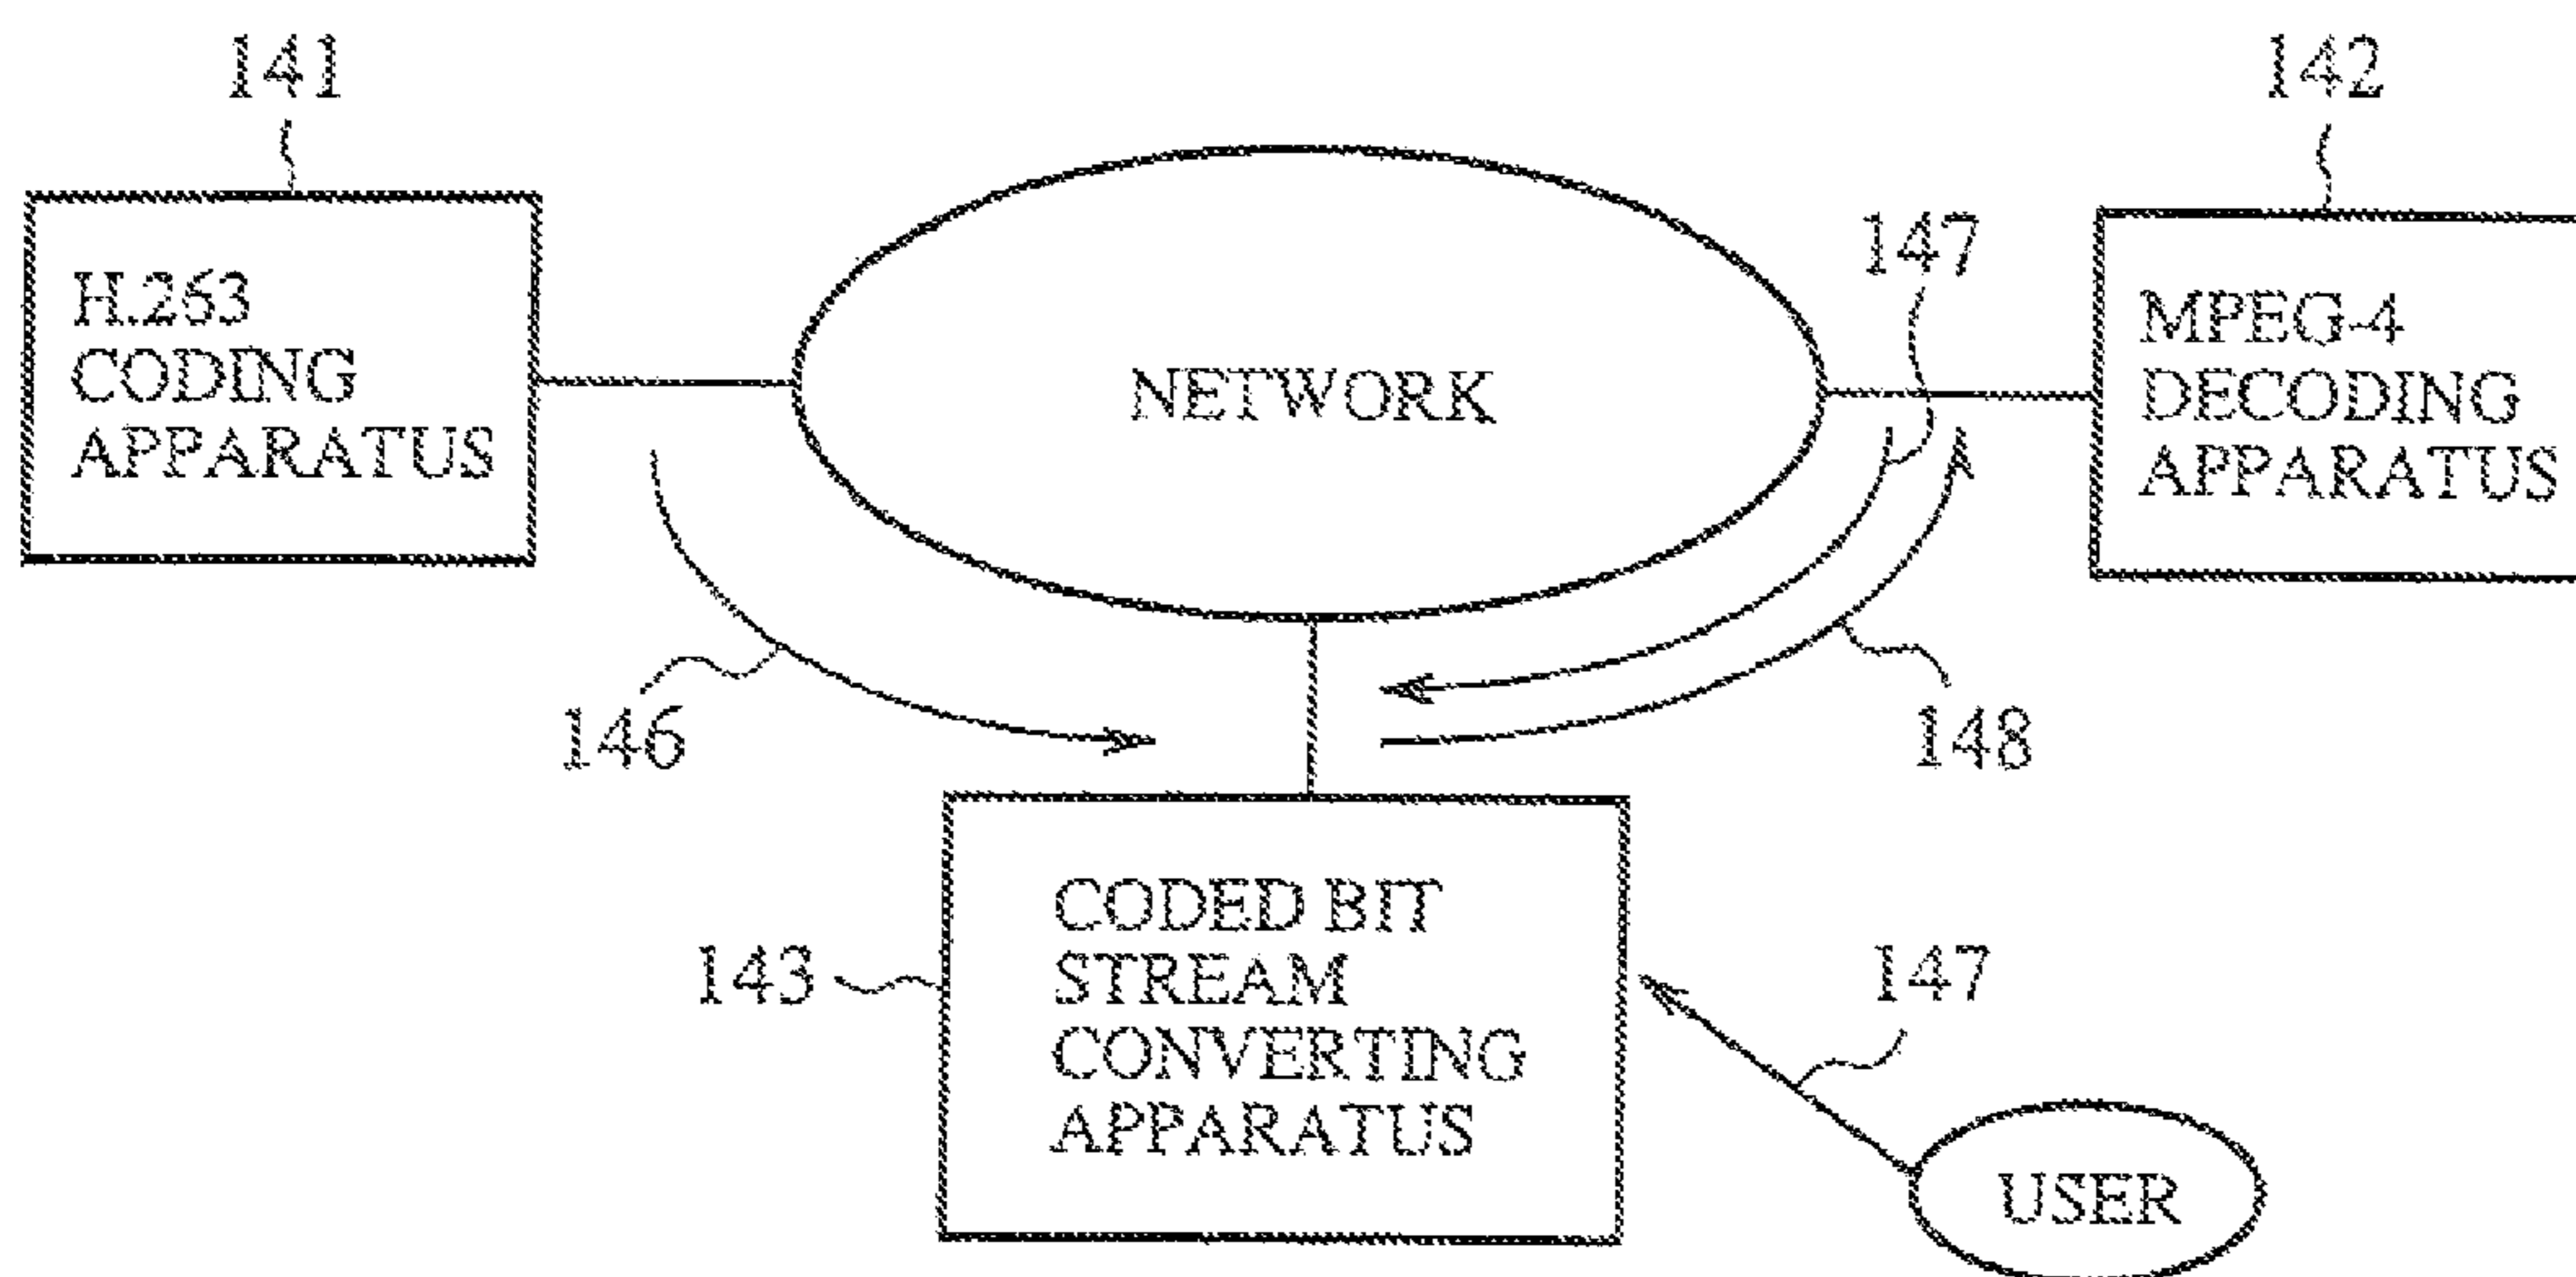 141
142
147
H.263
CODING
APPARATUS
NETWORK
MPEG-4
DECODING
APPARATUS
146
148
CODED BIT
STREAM
CONVERTING
APPARATUS
143
147
USER